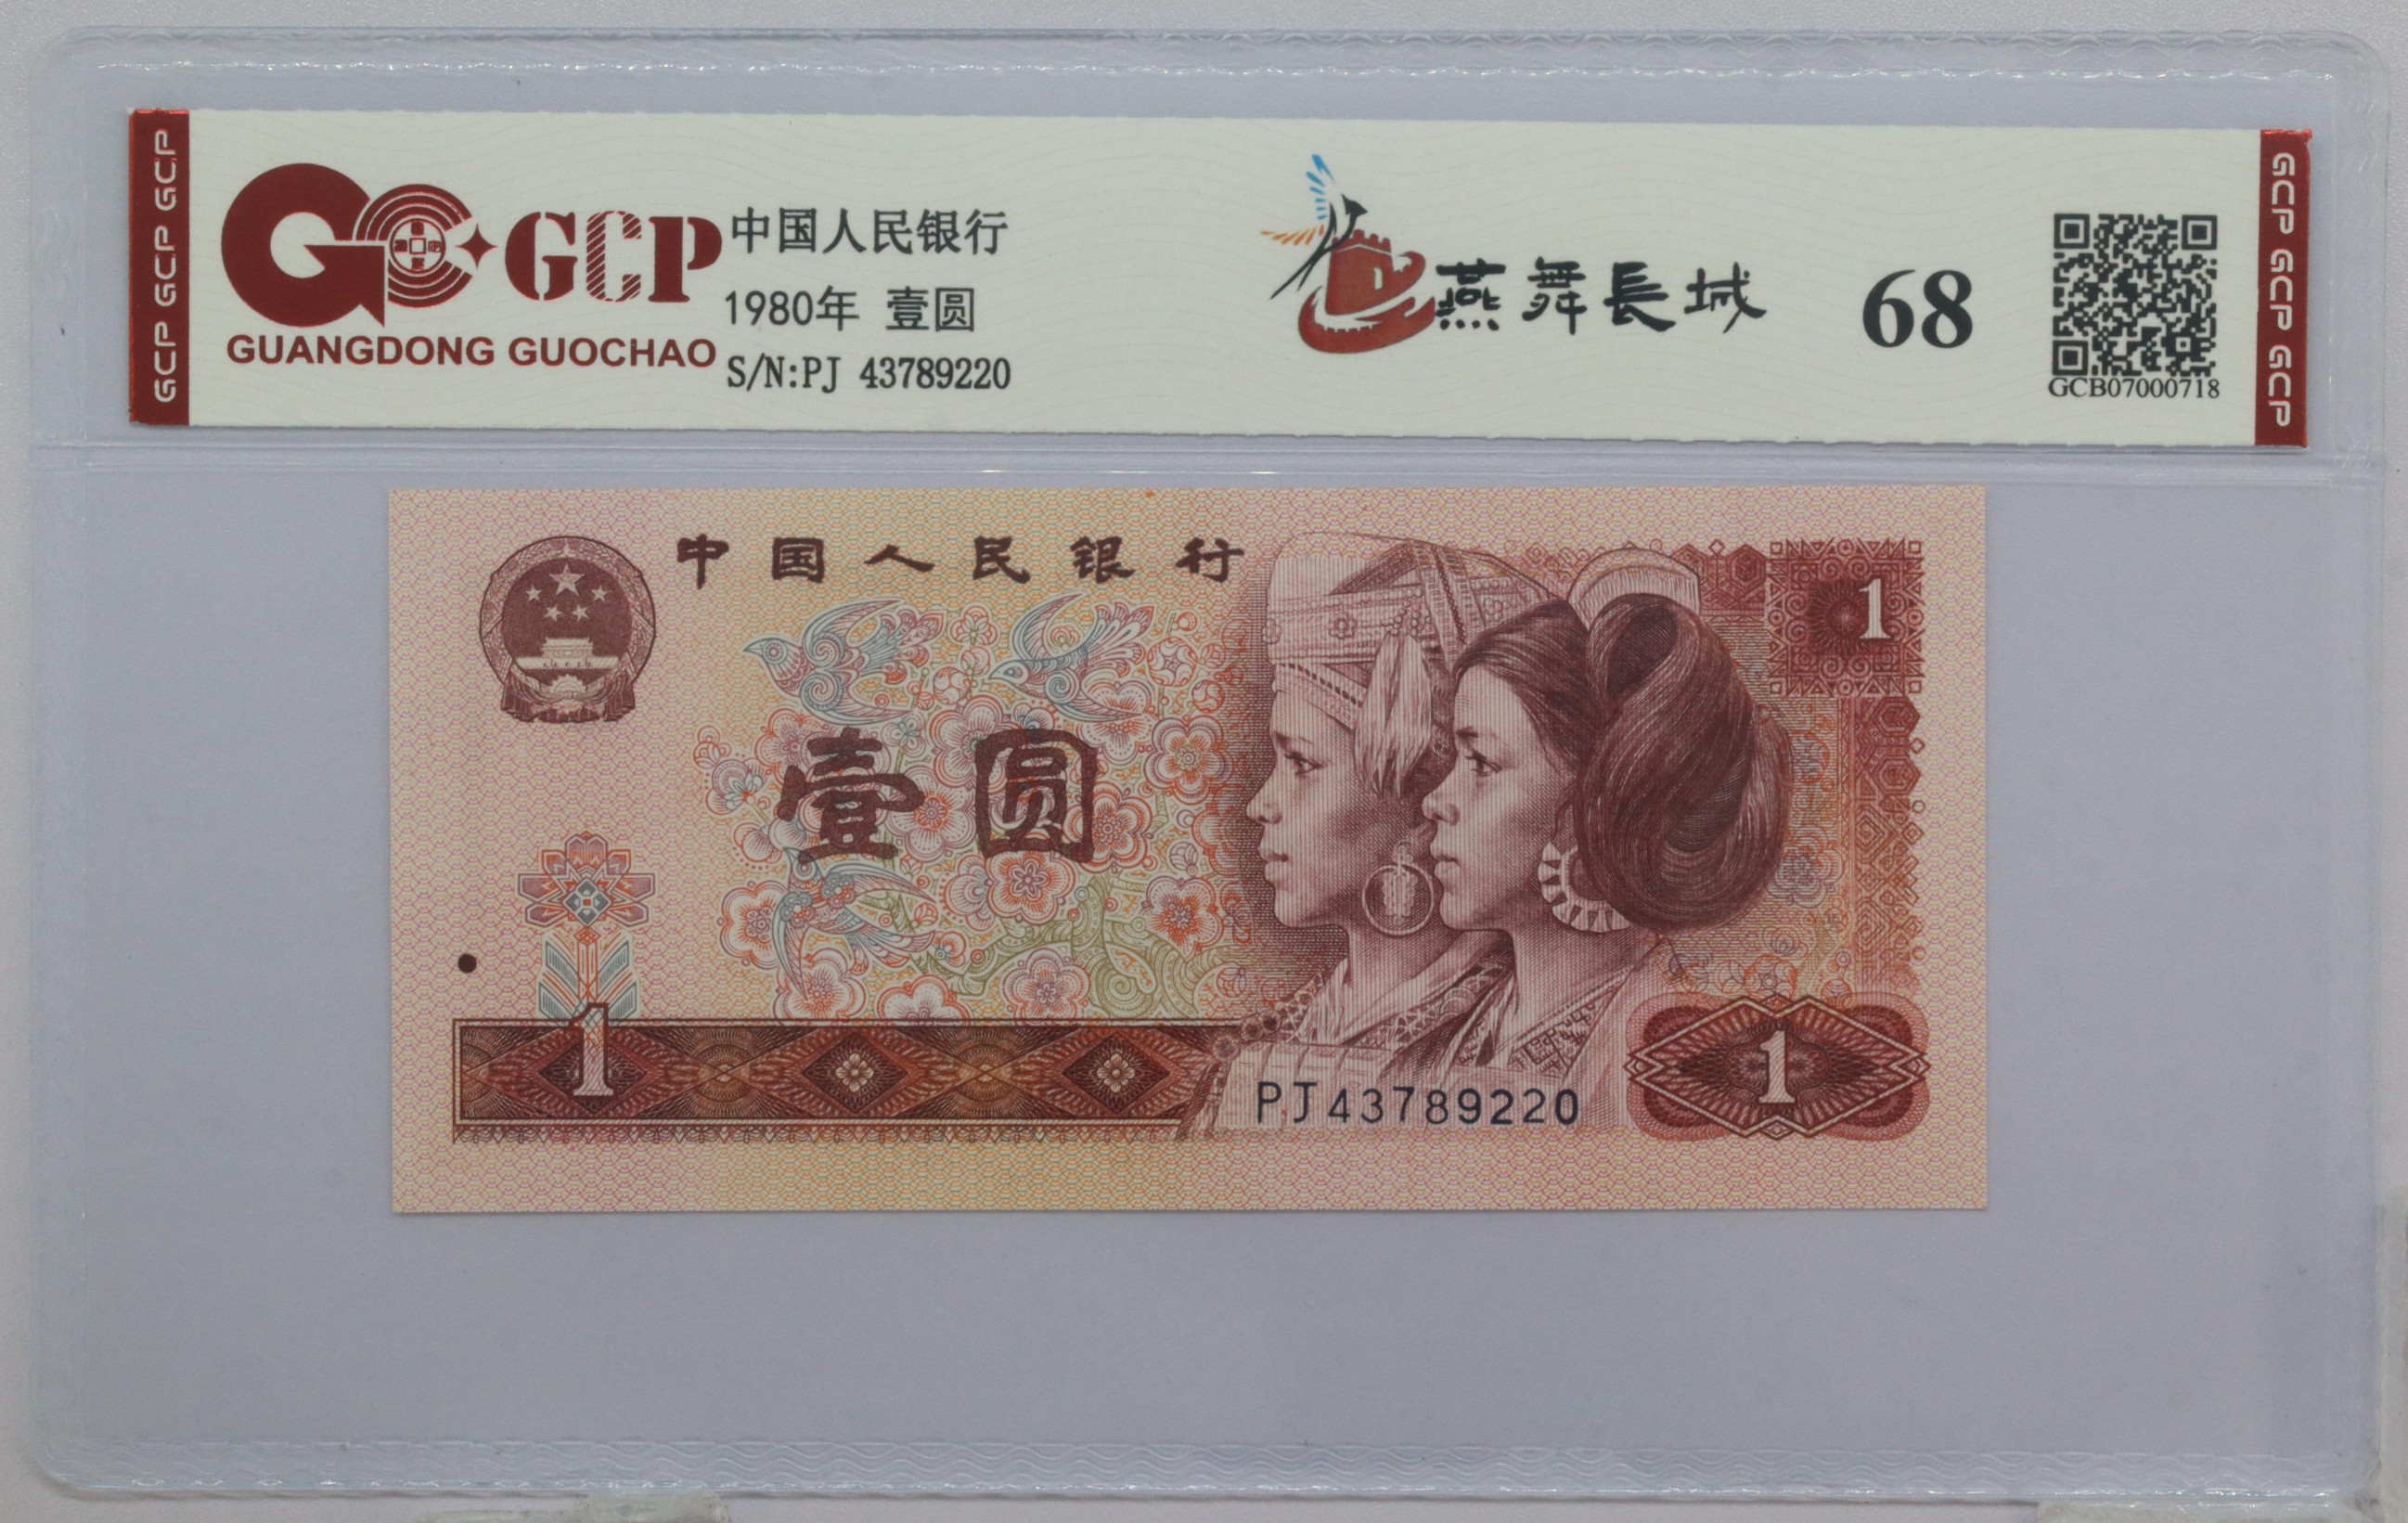 GCP GCP GCP
GCP
GUANGDONG GUOCHAO
中国人民银行
1980年 壹圆
S/N:PJ 43789220
燕舞長城
68
GCB07000718
GCP GCP GCP
中国人民银行
1
壹圆
1
PJ43789220
1